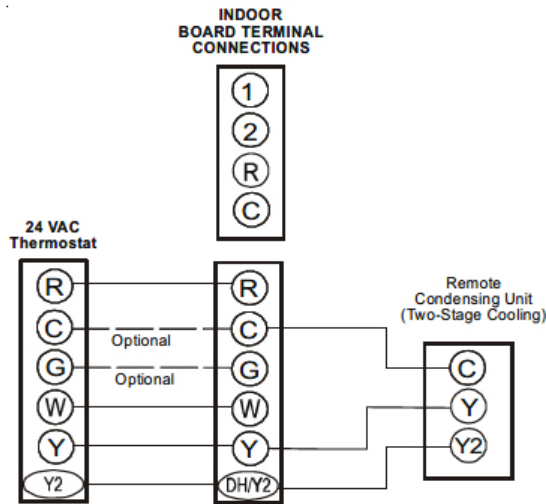 INDOOR
BOARD TERMINAL
CONNECTIONS
1
2
R
C
24 VAC
Thermostat
R
C
G
W
Y
Y2
Optional
Optional
R
C
G
W
Y
DH/Y2
Remote
Condensing Unit
(Two-Stage Cooling)
C
Y
Y2